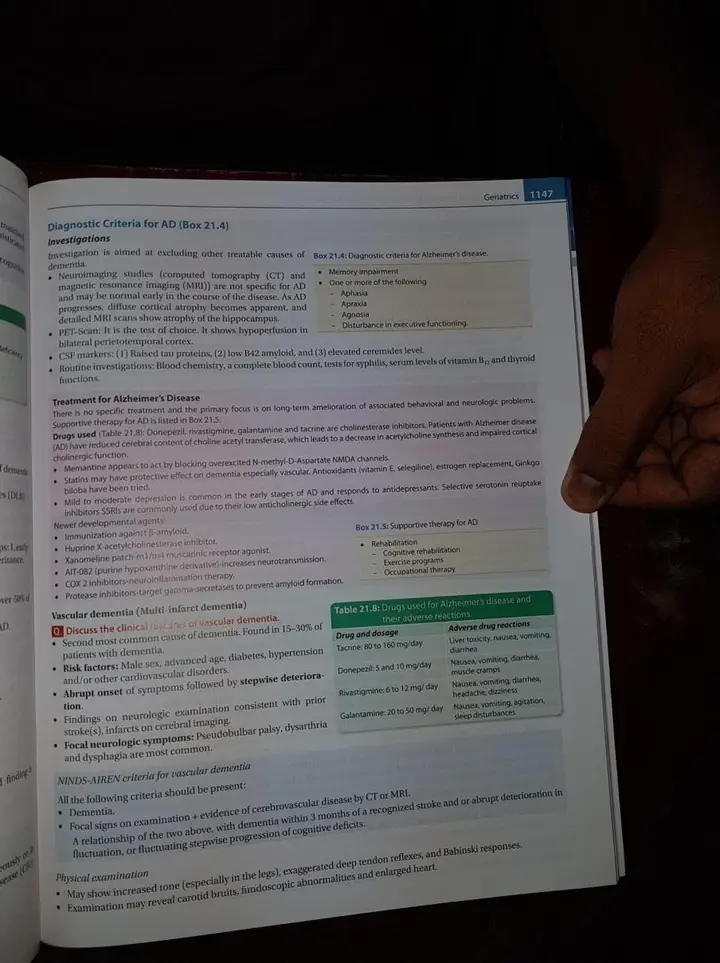 Geriatrics 1147
Diagnostic Criteria for AD (Box 21.4)
Investigations
Investigation is aimed at excluding other treatable causes of
dementia.
• Neuroimaging studies (computed tomography (CT) and
magnetic resonance imaging (MRI)) are not specific for AD
and may be normal early in the course of the disease. As AD
progresses, diffuse cortical atrophy becomes apparent, and
detailed MRI scans show atrophy of the hippocampus.
• PET-Scan: It is the test of choice. It shows hypoperfusion in
bilateral perietotemporal cortex.
Box 21.4: Diagnostic criteria for Alzheimer's disease.
• Memory impairment
• One or more of the following
– Aphasia
– Apraxia
– Agnosia
– Disturbance in executive functioning.
• CSF markers: (1) Raised tau proteins, (2) low B42 amyloid, and (3) elevated ceremides level.
• Routine investigations: Blood chemistry, a complete blood count, tests for syphilis, serum levels of vitamin B12 and thyroid
functions.
Treatment for Alzheimer's Disease
There is no specific treatment and the primary focus is on long-term amelioration of associated behavioral and neurologic problems.
Supportive therapy for AD is listed in Box 21.5.
Drugs used (Table 21.8): Donepezil, rivastigmine, galantamine and tacrine are cholinesterase inhibitors. Patients with Alzheimer disease
(AD) have reduced cerebral content of choline acetyl transferase, which leads to a decrease in acetylcholine synthesis and impaired cortical
cholinergic function.
• Memantine appears to act by blocking overexcited N-methyl-D-Aspartate NMDA channels.
• Statins may have protective effect on dementia especially vascular. Antioxidants (vitamin E, selegiline), estrogen replacement, Ginkgo
biloba have been tried.
• Mild to moderate depression is common in the early stages of AD and responds to antidepressants. Selective serotonin reuptake
inhibitors SSRIs are commonly used due to their low anticholinergic side effects.
Newer developmental agents:
• Immunization against β-amyloid.
• Huprine X-acetylcholinesterase inhibitor.
• Xanomeline patch-m1/m4 muscarinic receptor agonist.
• AIT-082 (purine hypoxanthine derivative)-increases neurotransmission.
• COX 2 inhibitors-neuroinflammation therapy.
• Protease inhibitors-target gamma-secretases to prevent amyloid formation.
Box 21.5: Supportive therapy for AD
• Rehabilitation
– Cognitive rehabilitation
– Exercise programs
– Occupational therapy
Vascular dementia (Multi-infarct dementia)
Q. Discuss the clinical features of vascular dementia.
• Second most common cause of dementia. Found in 15–30% of
patients with dementia.
• Risk factors: Male sex, advanced age, diabetes, hypertension
and/or other cardiovascular disorders.
• Abrupt onset of symptoms followed by stepwise deteriora-
tion.
• Findings on neurologic examination consistent with prior
stroke(s), infarcts on cerebral imaging.
• Focal neurologic symptoms: Pseudobulbar palsy, dysarthria
and dysphagia are most common.
Table 21.8: Drugs used for Alzheimer's disease and
their adverse reactions.
Drug and dosage Adverse drug reactions
Tacrine: 80 to 160 mg/day Liver toxicity, nausea, vomiting,
diarrhea
Donepezil: 5 and 10 mg/day Nausea, vomiting, diarrhea,
muscle cramps
Rivastigmine: 6 to 12 mg/ day Nausea, vomiting, diarrhea,
headache, dizziness
Galantamine: 20 to 50 mg/ day Nausea, vomiting, agitation,
sleep disturbances
NINDS-AIREN criteria for vascular dementia
All the following criteria should be present:
• Dementia.
• Focal signs on examination + evidence of cerebrovascular disease by CT or MRI.
A relationship of the two above, with dementia within 3 months of a recognized stroke or abrupt deterioration in
fluctuation, or fluctuating stepwise progression of cognitive deficits.
Physical examination
• May show increased tone (especially in the legs), exaggerated deep tendon reflexes, and Babinski responses.
• Examination may reveal carotid bruits, fundoscopic abnormalities and enlarged heart.